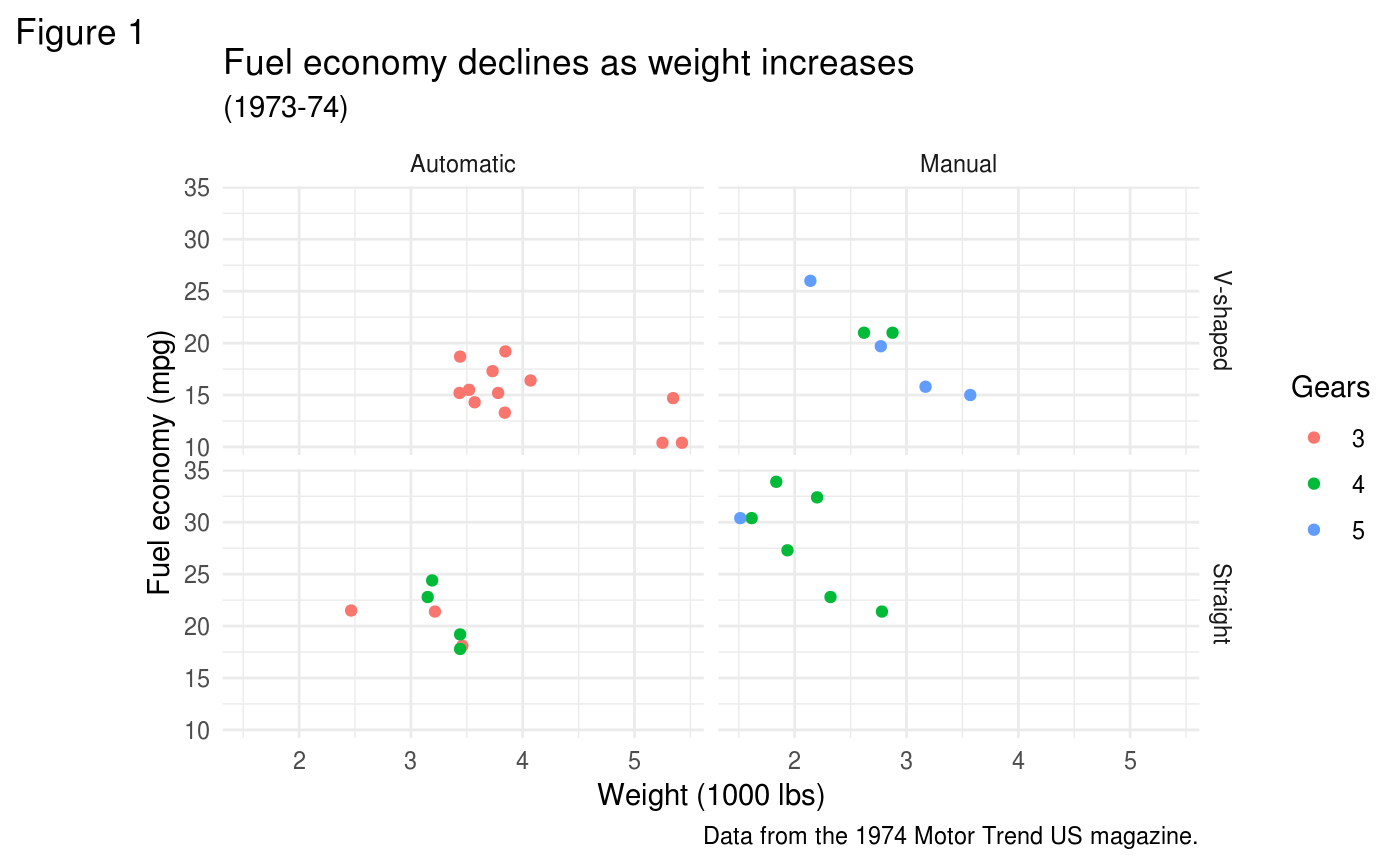 Figure 1
Fuel economy declines as weight increases
(1973-74)
Automatic
Manual
35
30
25
20
15
10
V-shaped
35
30
25
20
15
10
Straight
Fuel economy (mpg)
2 3 4 5
2 3 4 5
Weight (1000 lbs)
Gears
3
4
5
Data from the 1974 Motor Trend US magazine.